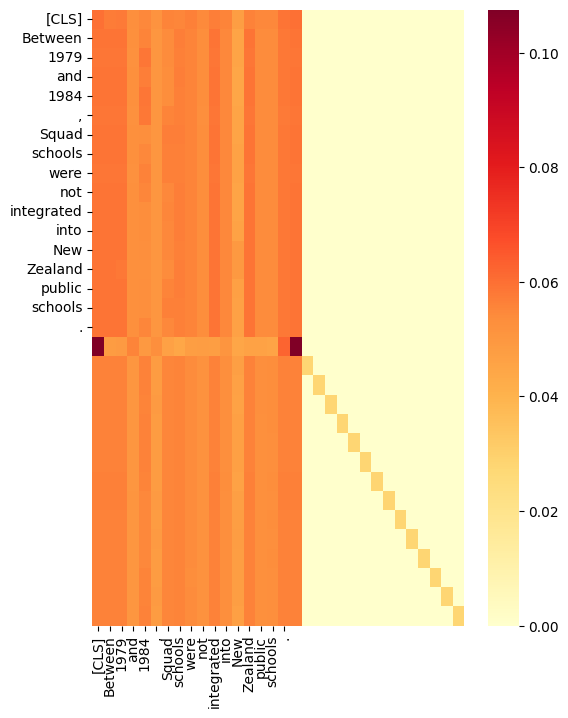 [CLS]
Between
1979
and
1984
,
Squad
schools
were
not
integrated
into
New
Zealand
public
schools
.
0.10
0.08
0.06
0.04
0.02
0.00
[CLS]
Between
1979
and
1984
,
Squad
schools
were
not
integrated
into
New
Zealand
public
schools
.